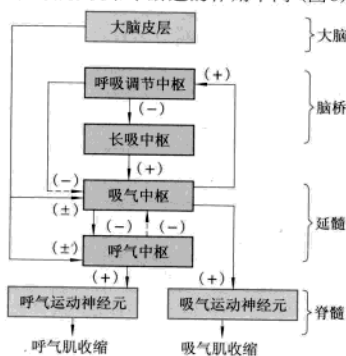 大脑皮层
大脑
呼吸调节中枢
(+)
(−)
脑桥
长吸中枢
(+)
(−)
吸气中枢
(±)
(−)
(−)
延髓
(±)
呼气中枢
(+)
(+)
呼气运动神经元
吸气运动神经元
脊髓
呼气肌收缩
吸气肌收缩